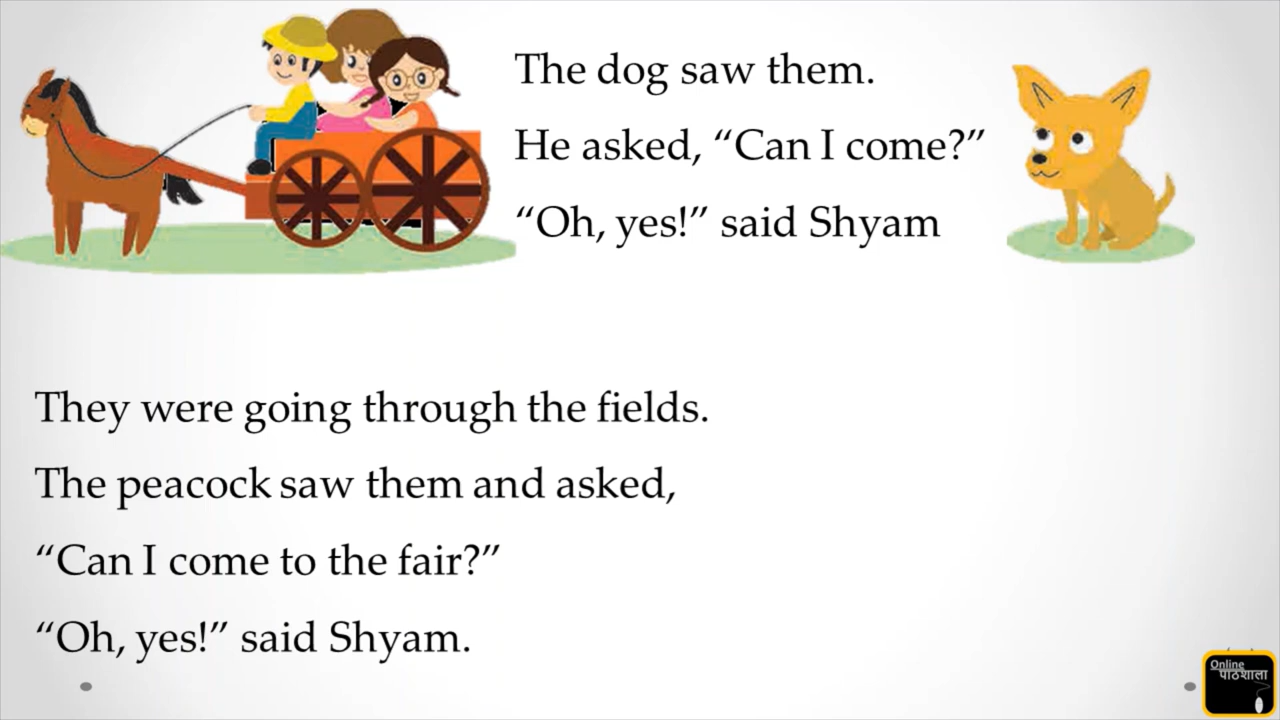 The dog saw them.
He asked, “Can I come?”
“Oh, yes!” said Shyam
They were going through the fields.
The peacock saw them and asked,
“Can I come to the fair?”
“Oh, yes!” said Shyam.
Online
पाठशाला